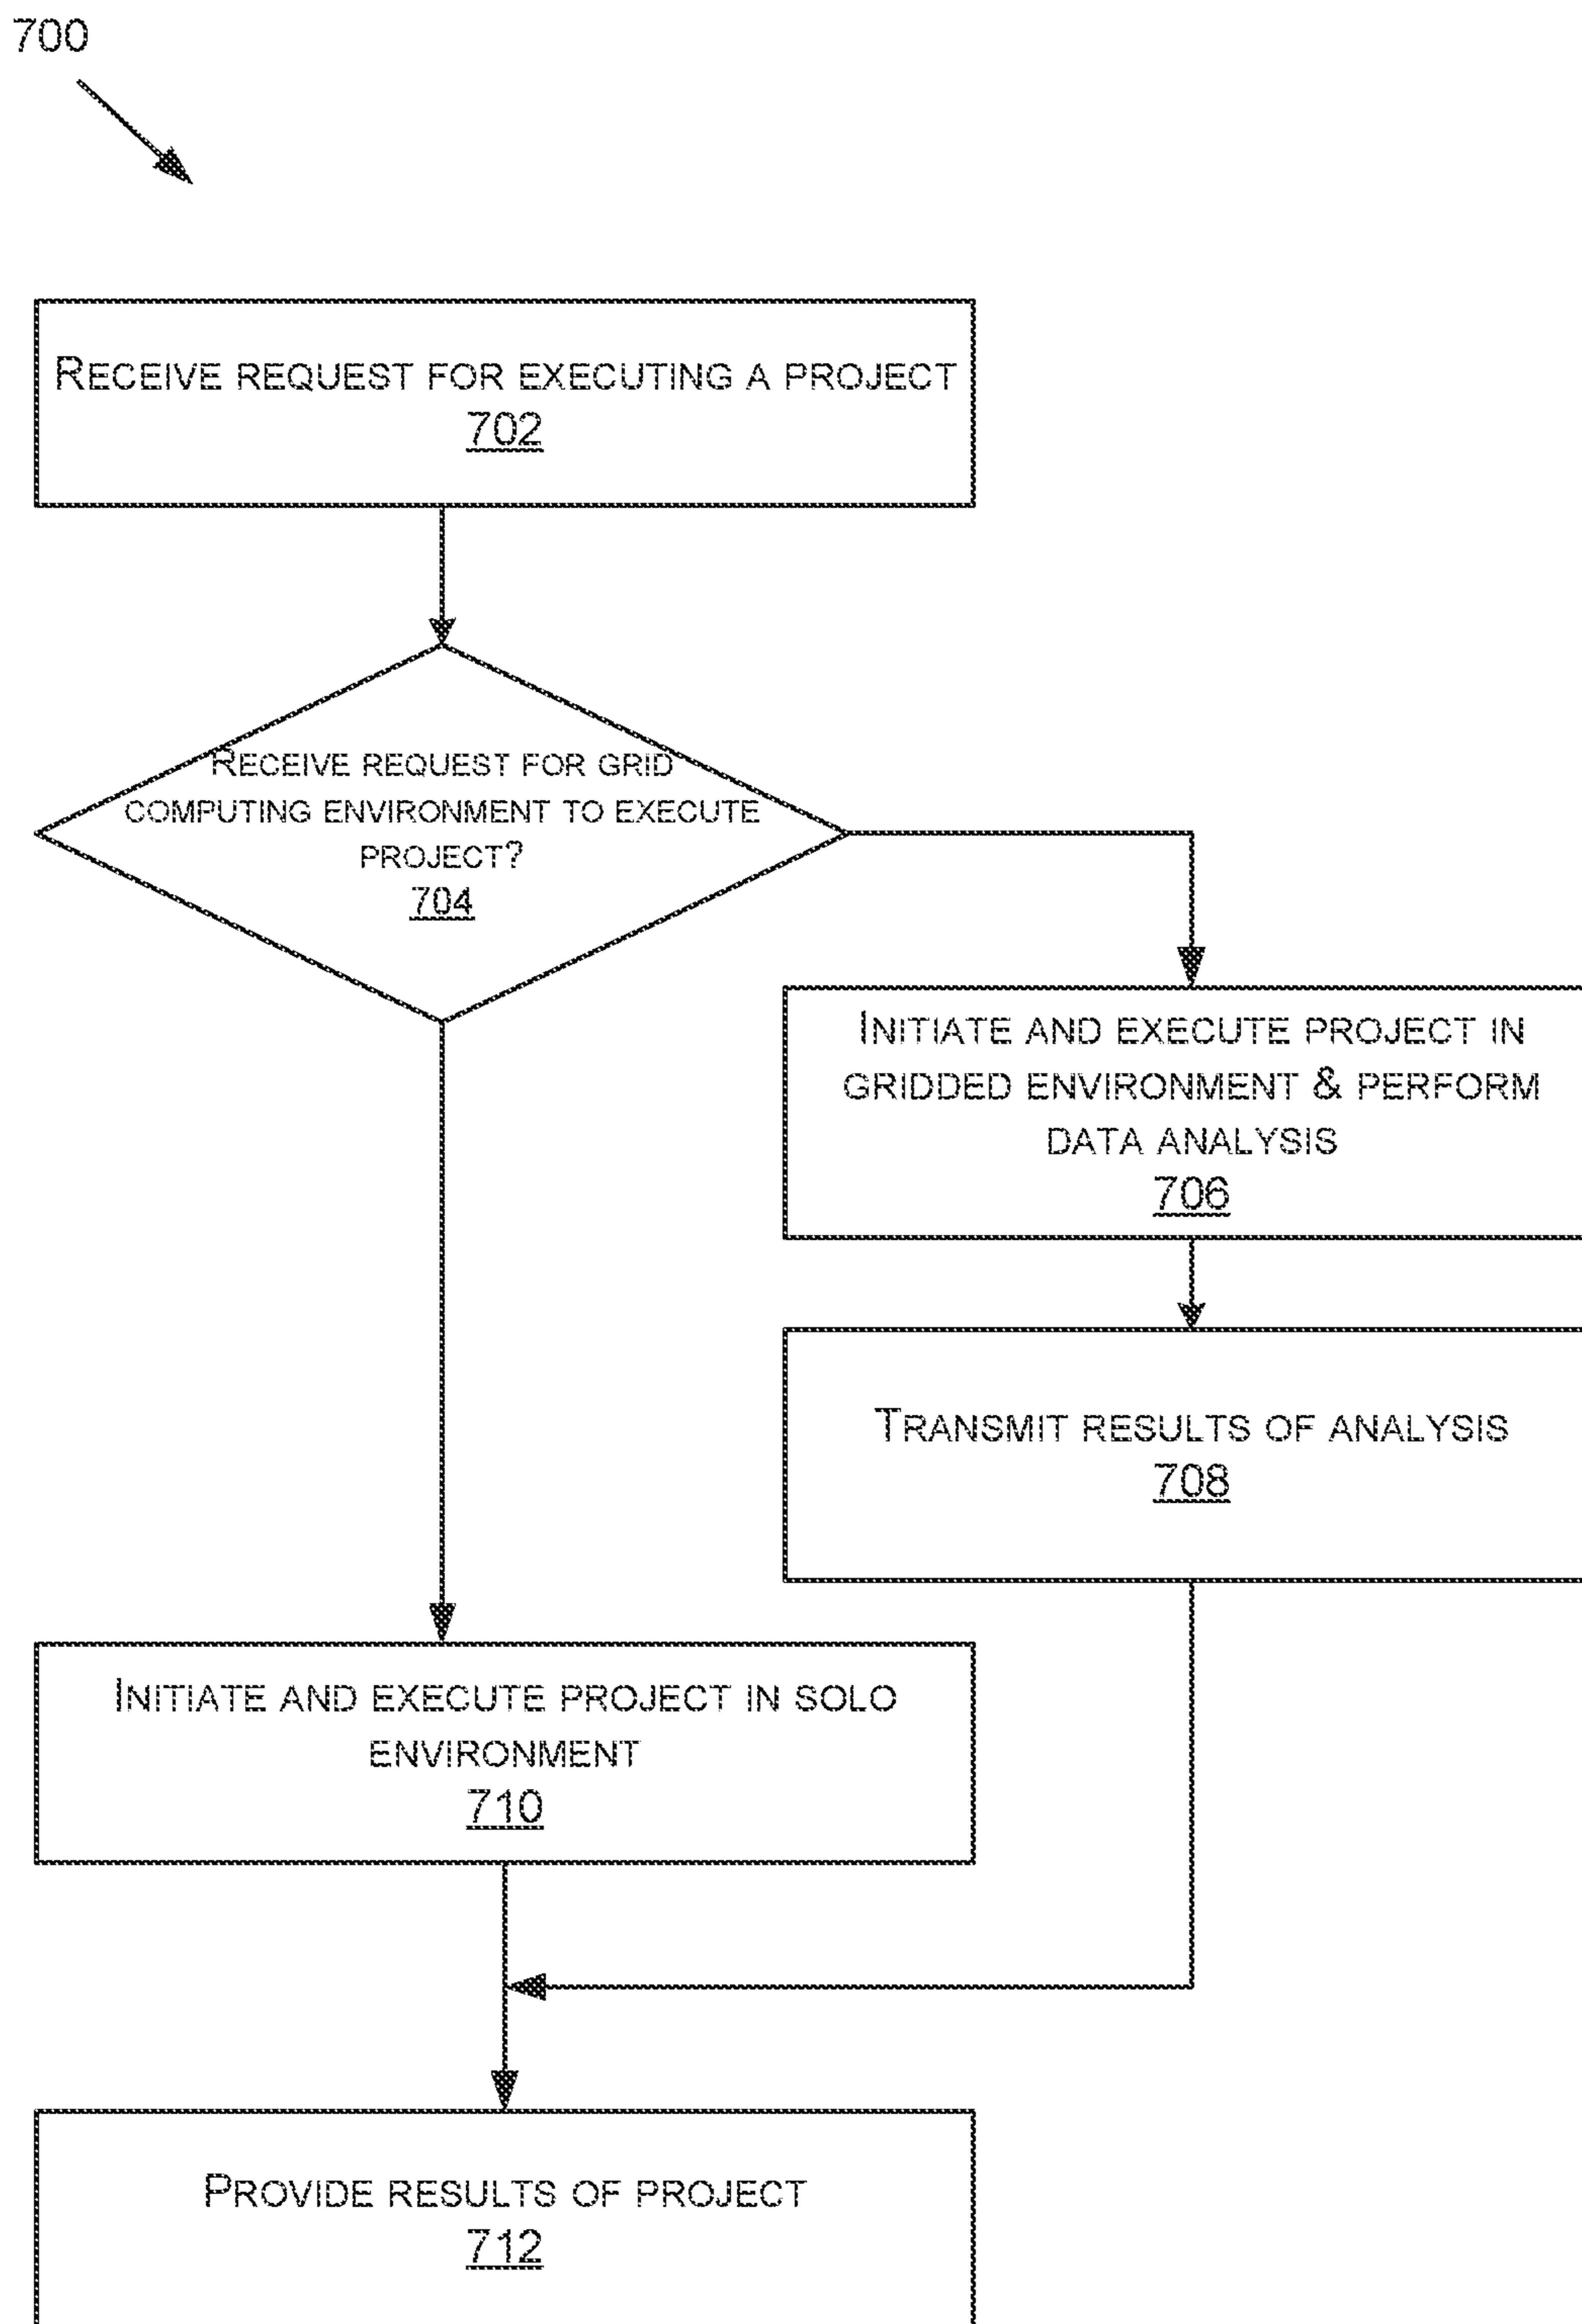 700
RECEIVE REQUEST FOR EXECUTING A PROJECT
702
RECEIVE REQUEST FOR GRID
COMPUTING ENVIRONMENT TO EXECUTE
PROJECT?
704
INITIATE AND EXECUTE PROJECT IN
GRIDDED ENVIRONMENT & PERFORM
DATA ANALYSIS
706
TRANSMIT RESULTS OF ANALYSIS
708
INITIATE AND EXECUTE PROJECT IN SOLO
ENVIRONMENT
710
PROVIDE RESULTS OF PROJECT
712